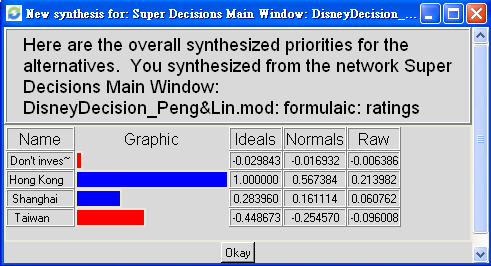 New synthesis for: Super Decisions Main Window: DisneyDecision_...
Here are the overall synthesized priorities for the
alternatives. You synthesized from the network Super
Decisions Main Window:
DisneyDecision_Peng&Lin.mod: formulaic: ratings
Name Graphic Ideals Normals Raw
Don't inves~ -0.029843 -0.016932 -0.006386
Hong Kong 1.000000 0.567384 0.213982
Shanghai 0.283960 0.161114 0.060762
Taiwan -0.448673 -0.254570 -0.096008
Okay